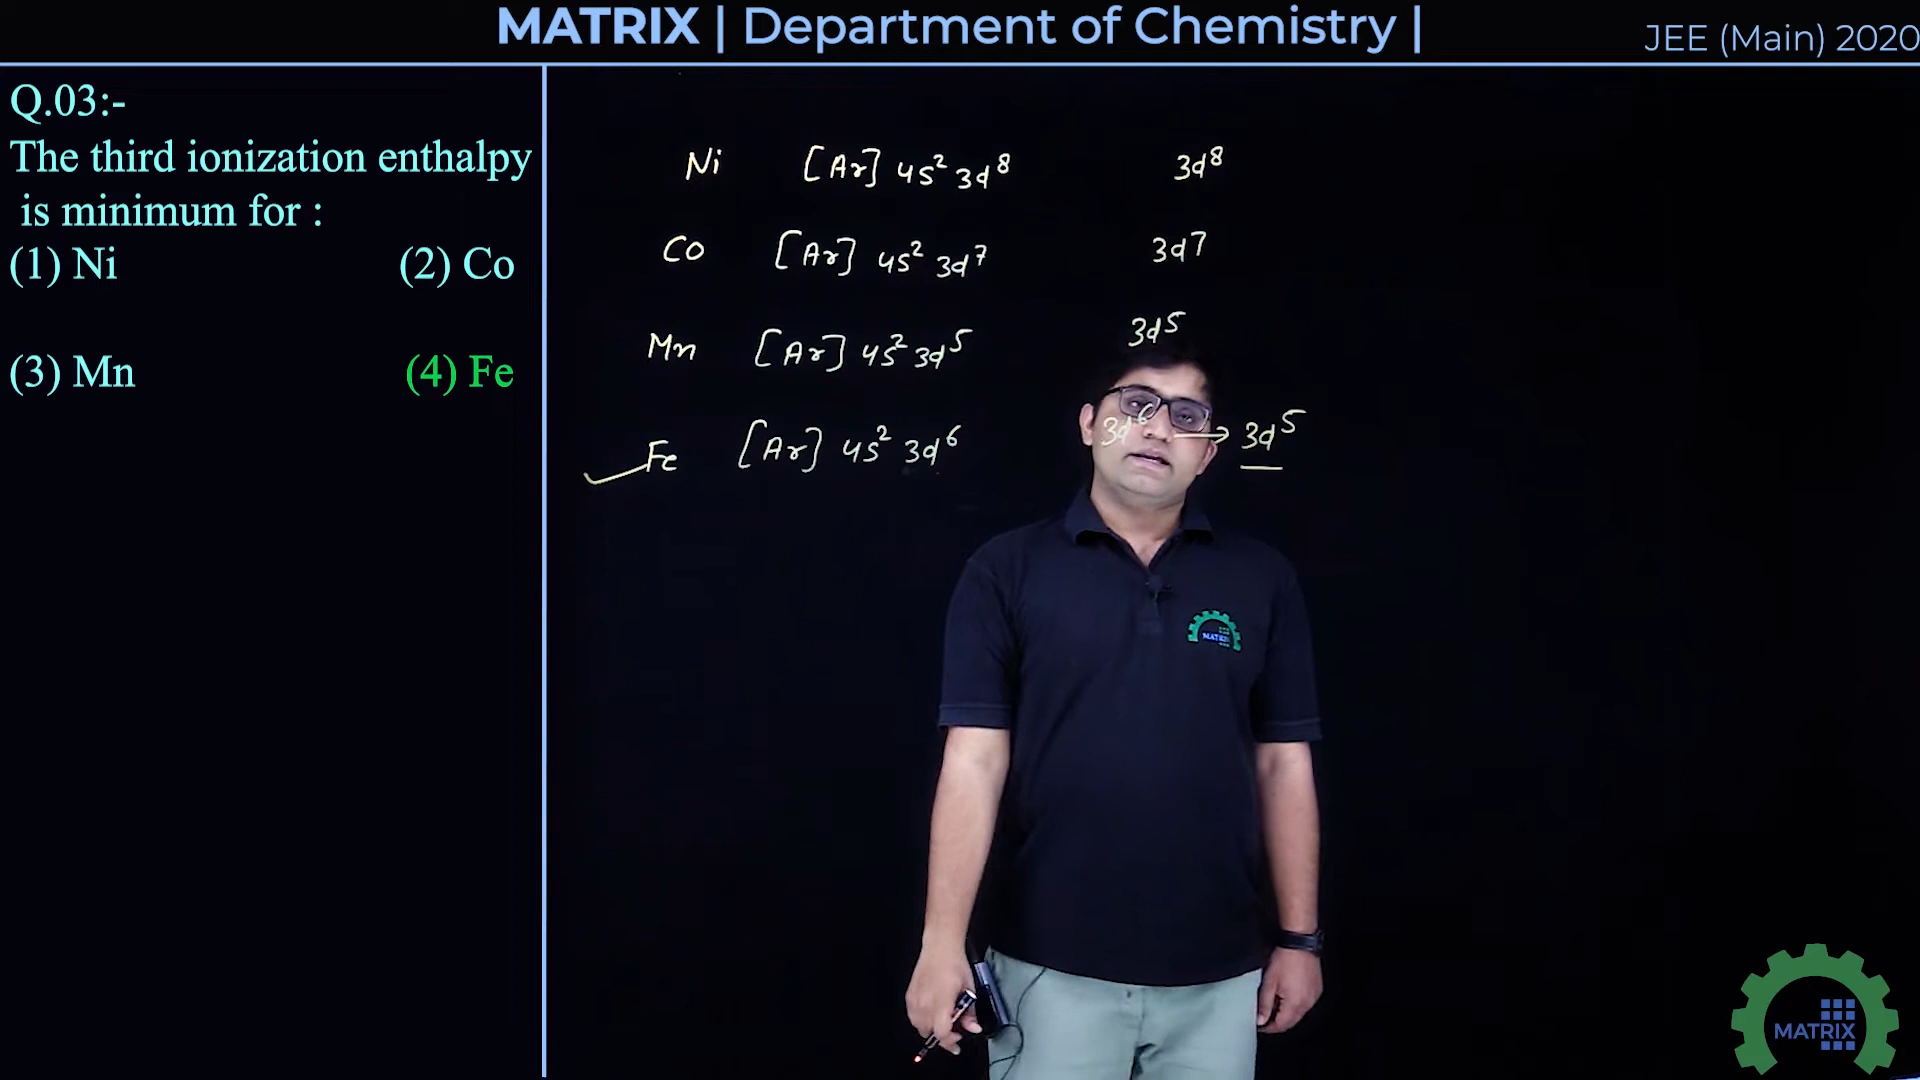 MATRIX | Department of Chemistry |
JEE (Main) 2020
Q.03:-
The third ionization enthalpy
is minimum for :
(1) Ni (2) Co
(3) Mn (4) Fe
Ni [Ar] 4s² 3d⁸ 3d⁸
Co [Ar] 4s² 3d⁷ 3d⁷
Mn [Ar] 4s² 3d⁵ 3d⁵
✓ Fe [Ar] 4s² 3d⁶ 3d⁶ → 3d⁵
MATRIX
MATRIX